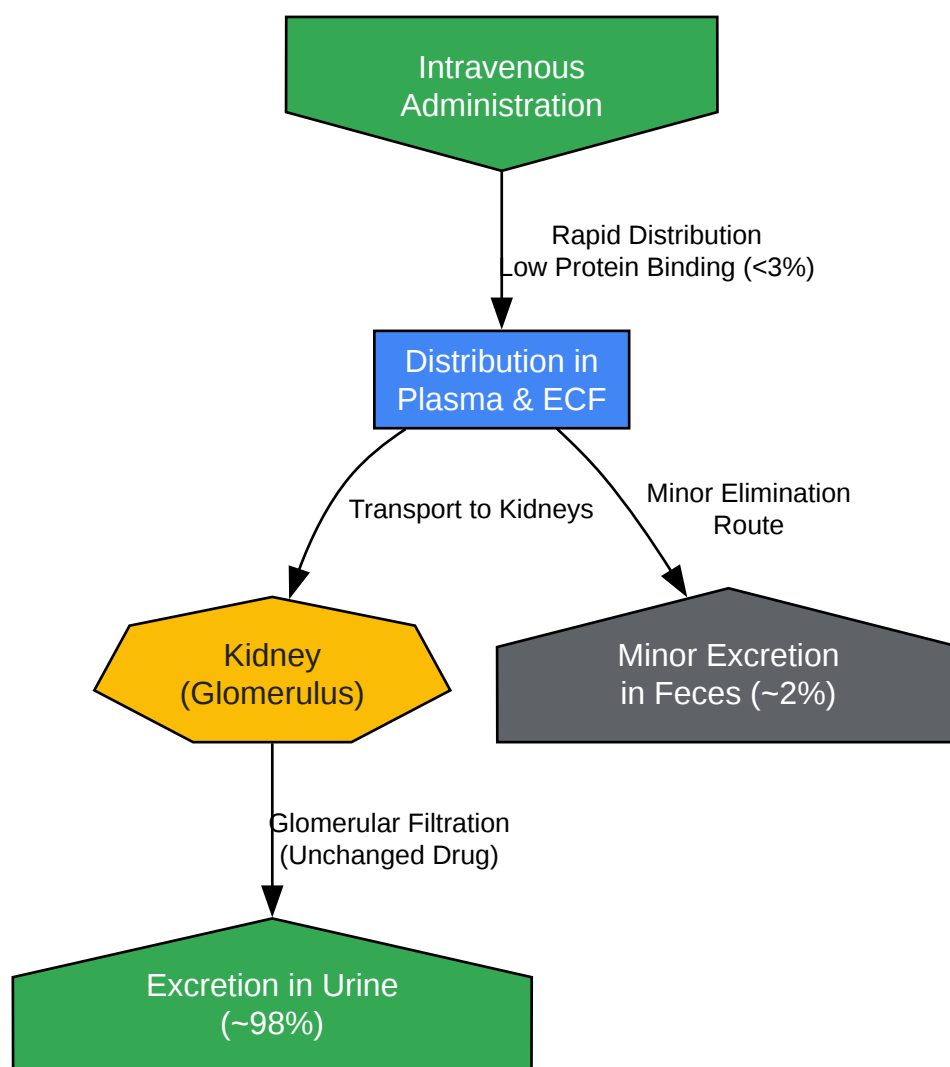 Intravenous
Administration
Rapid Distribution
Low Protein Binding (<3%)
Distribution in
Plasma & ECF
Transport to Kidneys
Minor Elimination
Route
Kidney
(Glomerulus)
Minor Excretion
in Feces (~2%)
Glomerular Filtration
(Unchanged Drug)
Excretion in Urine
(~98%)